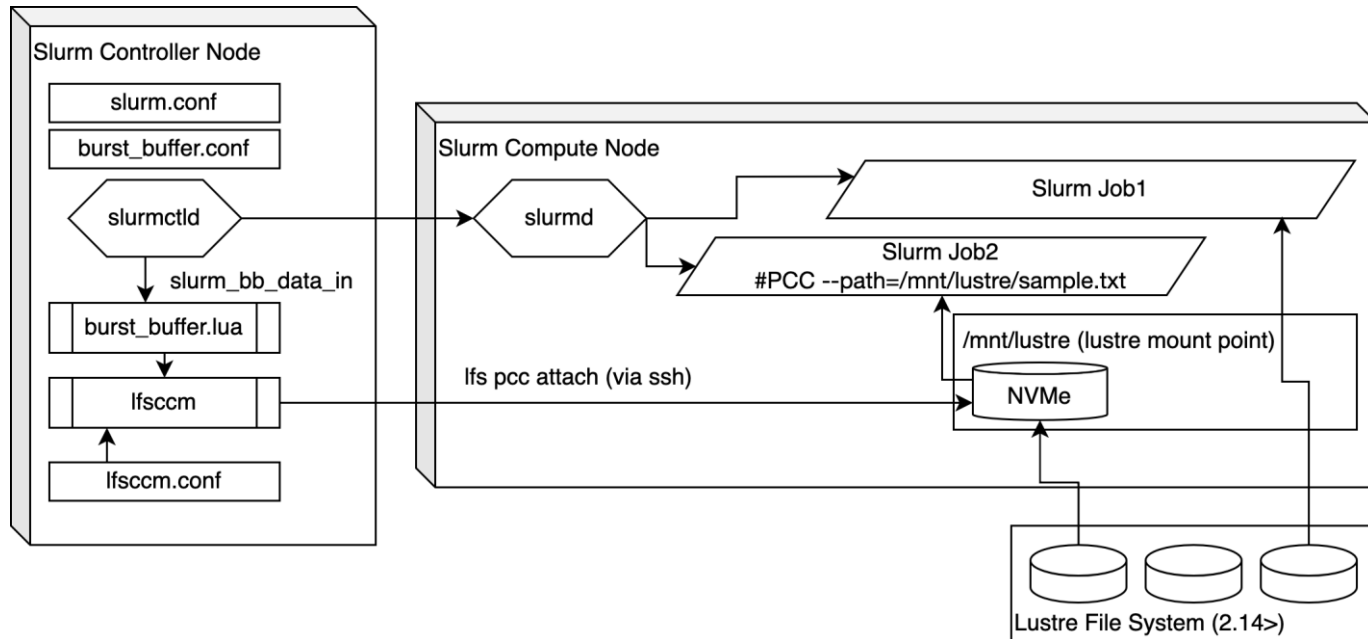 Slurm Controller Node
slurm.conf
burst_buffer.conf
slurmctld
slurm_bb_data_in
burst_buffer.lua
lfsccm
lfsccm.conf
Slurm Compute Node
slurmd
Slurm Job1
Slurm Job2
#PCC --path=/mnt/lustre/sample.txt
/mnt/lustre (lustre mount point)
lfs pcc attach (via ssh)
NVMe
Lustre File System (2.14>)